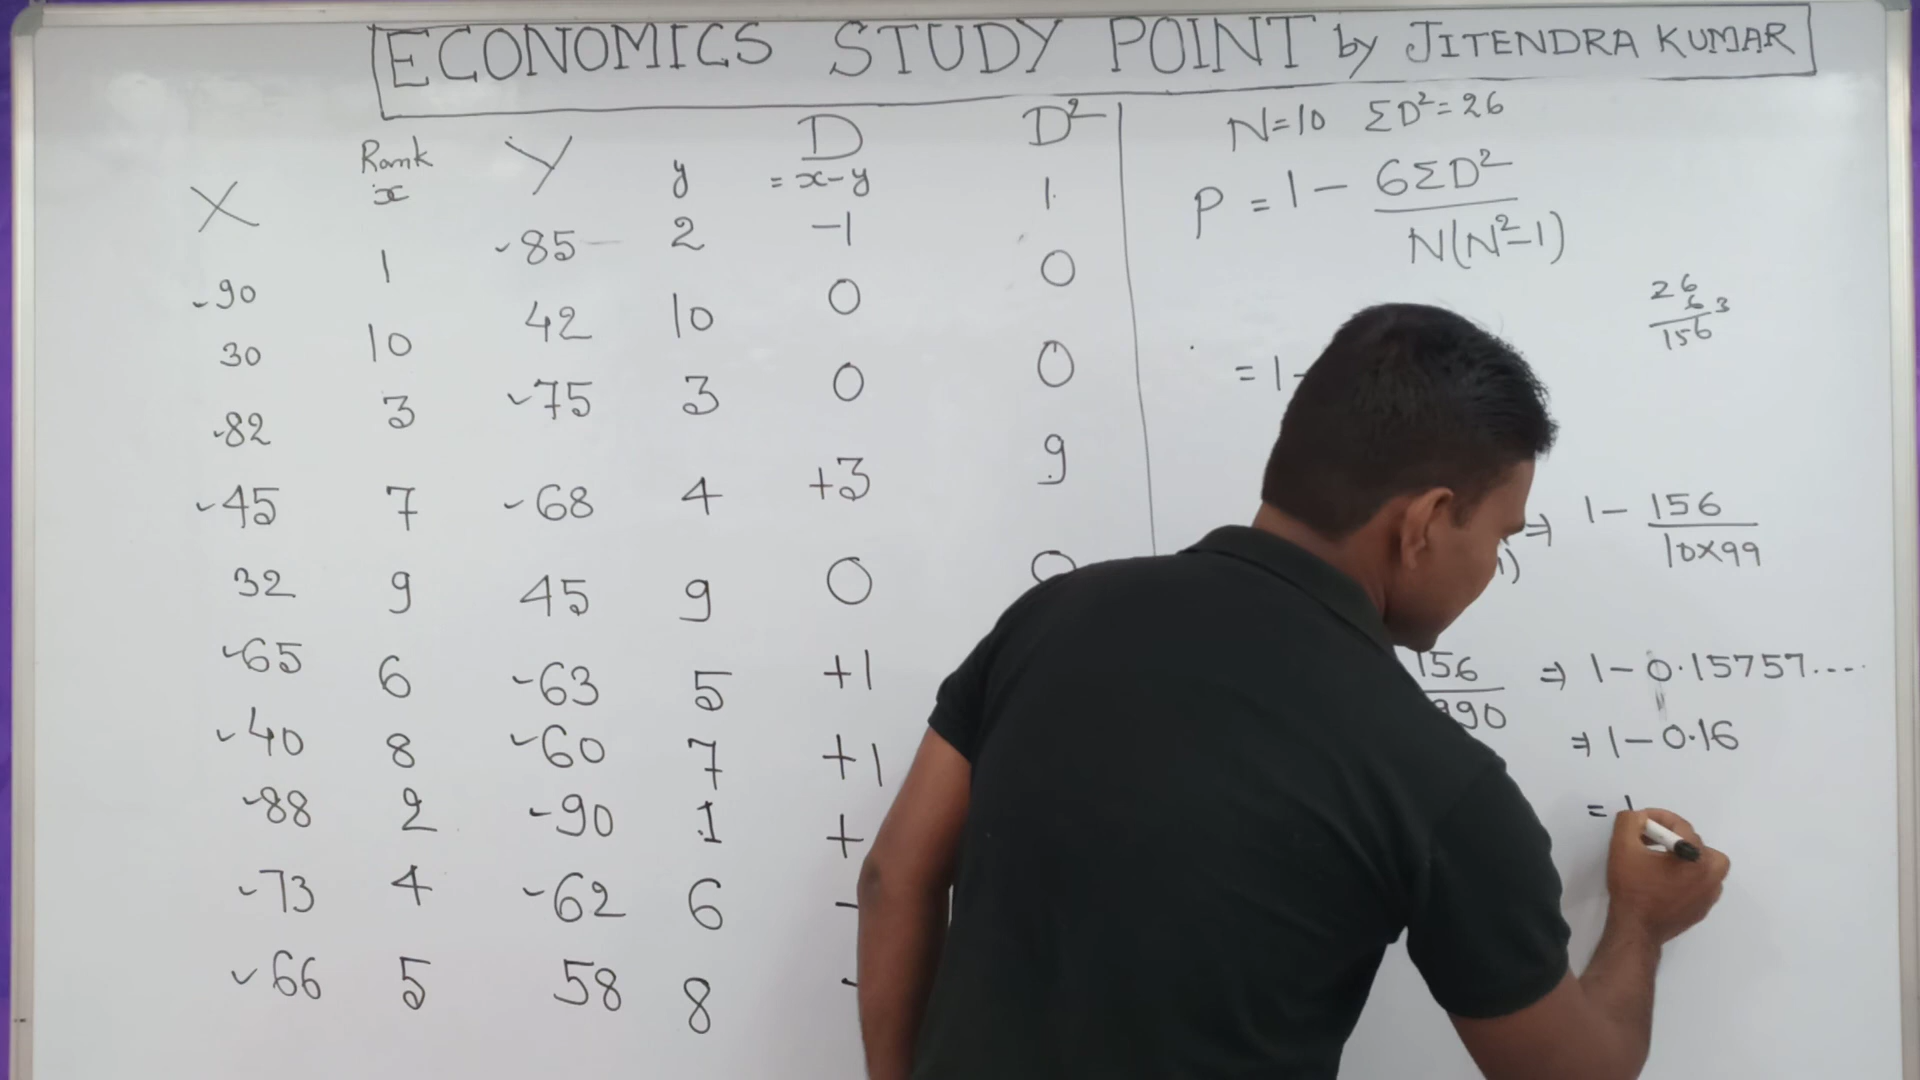 ECONOMICS STUDY POINT by JITENDRA KUMAR
X Rank x Y y D = x-y D²
-90 1 -85 2 -1 1
30 10 42 10 0 0
-82 3 -75 3 0 0
-45 7 -68 4 +3 9
32 9 45 9 0 0
-65 6 -63 5 +1
-40 8 -60 7 +1
-88 2 -90 1 +
-73 4 -62 6 -
-66 5 58 8 -
N=10 ΣD²=26
P = 1 - 6ΣD²
N(N²-1)
26
6 3
156
= 1 -
1) ⇒ 1 - 156
10×99
156
990
⇒ 1 - 0.15757....
⇒ 1 - 0.16
=